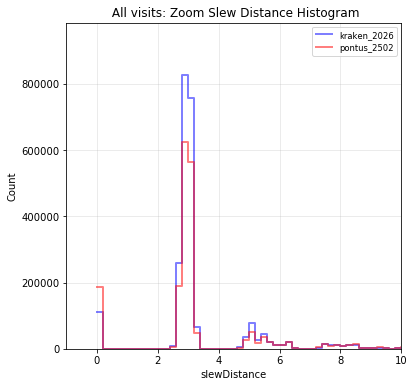 All visits: Zoom Slew Distance Histogram
kraken_2026
pontus_2502
Count
800000
600000
400000
200000
0
0 2 4 6 8 10
slewDistance